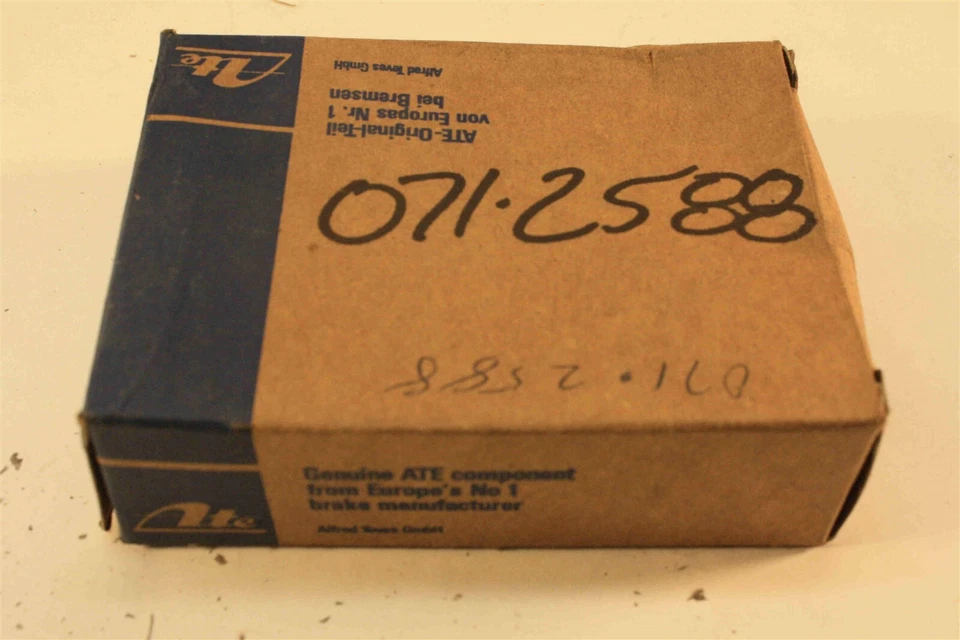 Ate
Alfred Teves GmbH
ATE-Original-Teil
von Europas Nr. 1
bei Bremsen
071.2588
071.2588
Genuine ATE component
from Europe's No 1
brake manufacturer
Alfred Teves GmbH
Ate